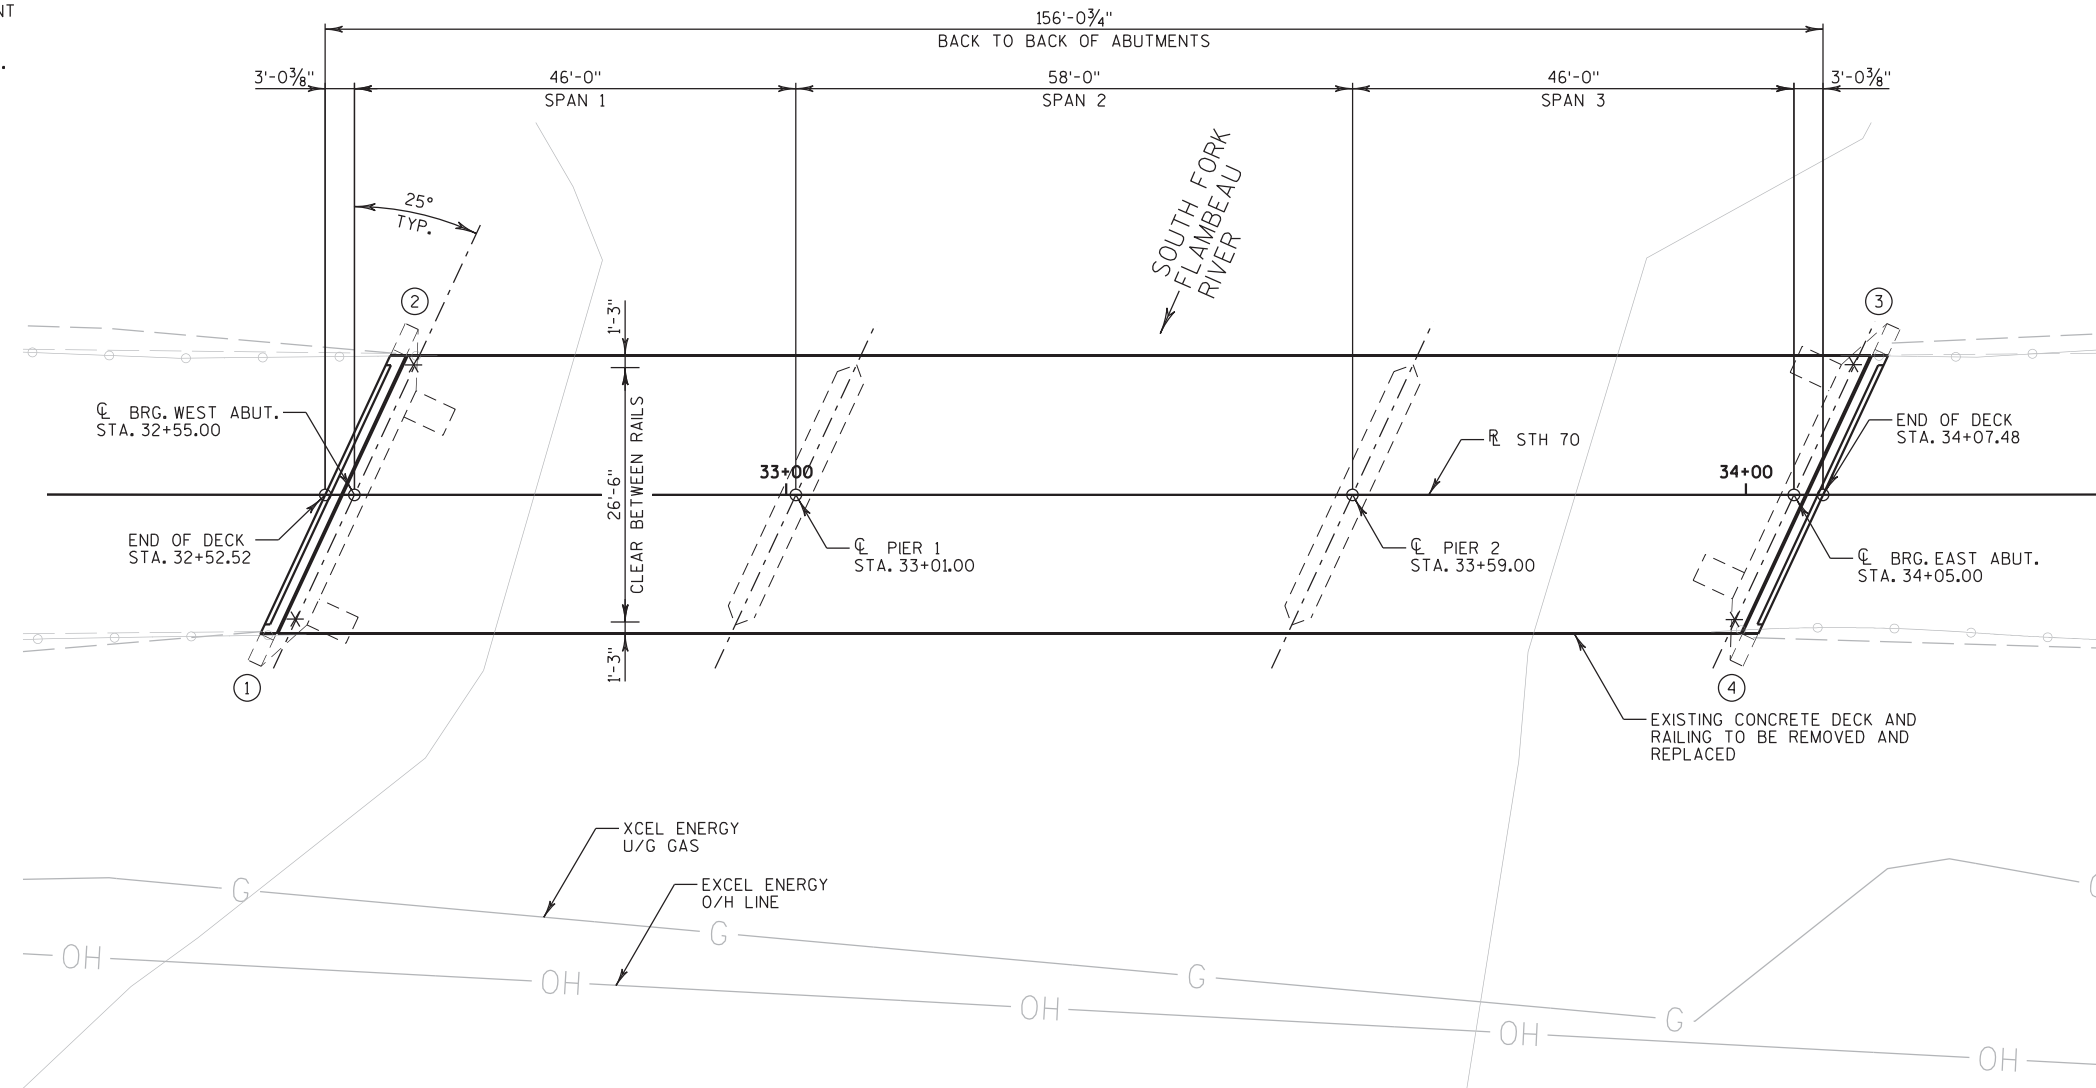 NT
156'-0¾"
BACK TO BACK OF ABUTMENTS
3'-0⅜"
46'-0"
58'-0"
46'-0"
3'-0⅜"
SPAN 1
SPAN 2
SPAN 3
25°
TYP.
SOUTH FORK
FLAMBEAU
RIVER
2
3
1'-3"
℄ BRG. WEST ABUT.
STA. 32+55.00
26'-6"
CLEAR BETWEEN RAILS
END OF DECK
STA. 34+07.48
STH 70
33+00
34+00
END OF DECK
STA. 32+52.52
℄ PIER 1
STA. 33+01.00
℄ PIER 2
STA. 33+59.00
℄ BRG. EAST ABUT.
STA. 34+05.00
1'-3"
1
4
EXISTING CONCRETE DECK AND
RAILING TO BE REMOVED AND
REPLACED
XCEL ENERGY
U/G GAS
EXCEL ENERGY
O/H LINE
G
G
G
G
OH
OH
OH
OH
OH